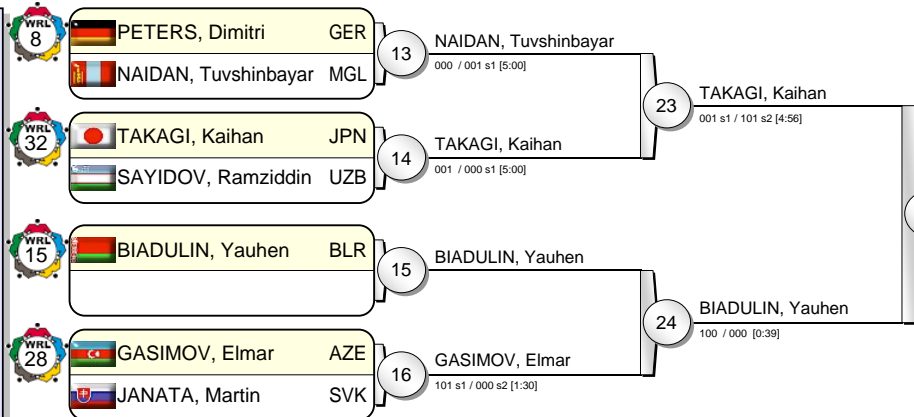 WRL
8
PETERS, Dimitri GER
NAIDAN, Tuvshinbayar MGL
13
NAIDAN, Tuvshinbayar
000 / 001 s1 [5:00]
WRL
32
TAKAGI, Kaihan JPN
SAYIDOV, Ramziddin UZB
14
TAKAGI, Kaihan
001 / 000 s1 [5:00]
23
TAKAGI, Kaihan
001 s1 / 101 s2 [4:56]
WRL
15
BIADULIN, Yauhen BLR
15
BIADULIN, Yauhen
WRL
28
GASIMOV, Elmar AZE
JANATA, Martin SVK
16
GASIMOV, Elmar
101 s1 / 000 s2 [1:30]
24
BIADULIN, Yauhen
100 / 000 [0:39]